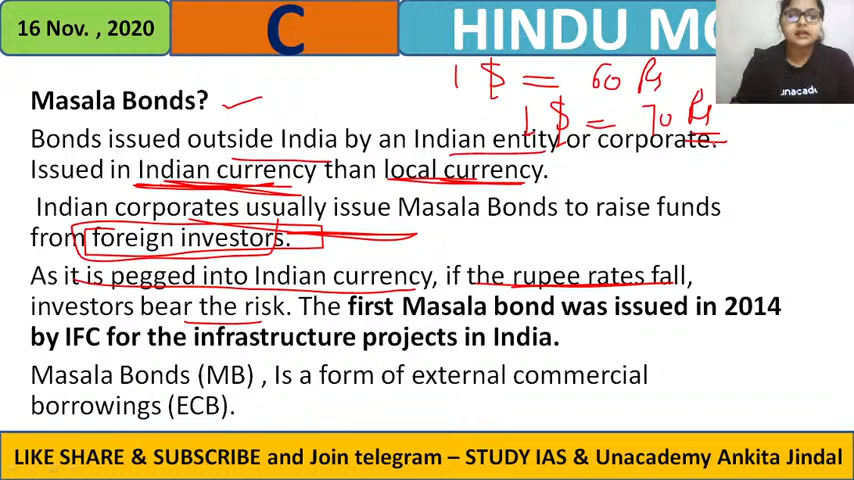 16 Nov. , 2020
C
HINDU MO
unacade
1 $ = 60 Rs
1 $ = 70 Rs
Masala Bonds?
Bonds issued outside India by an Indian entity or corporate.
Issued in Indian currency than local currency.
Indian corporates usually issue Masala Bonds to raise funds
from foreign investors.
As it is pegged into Indian currency, if the rupee rates fall,
investors bear the risk. The first Masala bond was issued in 2014
by IFC for the infrastructure projects in India.
Masala Bonds (MB) , Is a form of external commercial
borrowings (ECB).
LIKE SHARE & SUBSCRIBE and Join telegram – STUDY IAS & Unacademy Ankita Jindal